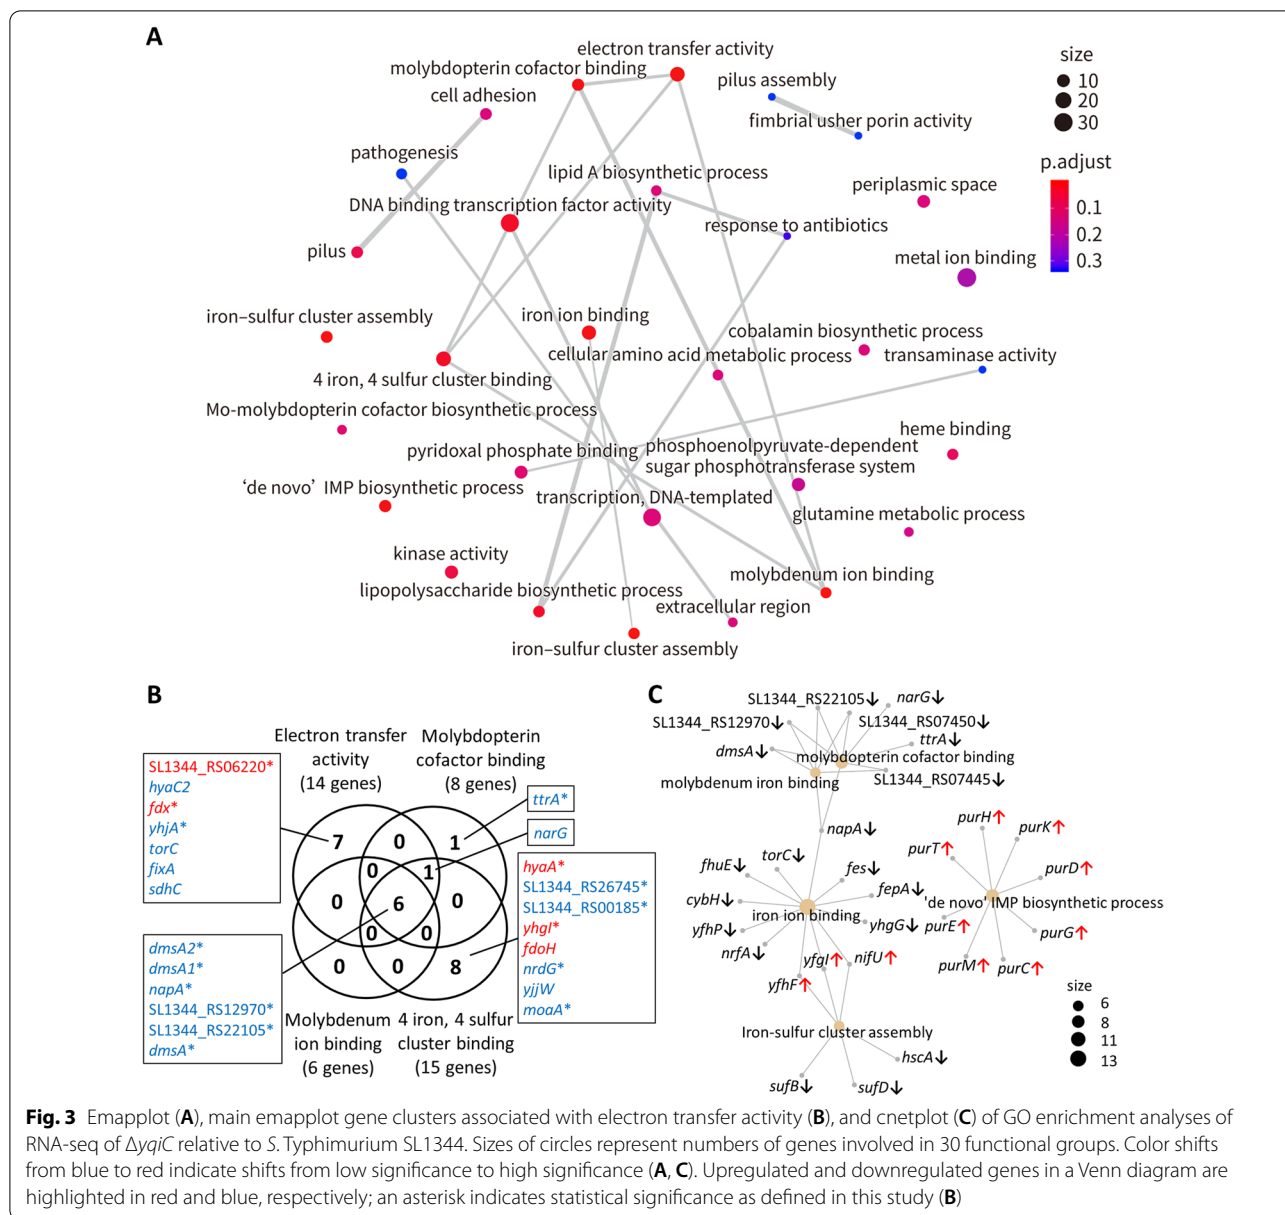 A
electron transfer activity
molybdopterin cofactor binding
cell adhesion
pilus assembly
fimbrial usher porin activity
pathogenesis
lipid A biosynthetic process
periplasmic space
DNA binding transcription factor activity
response to antibiotics
pilus
metal ion binding
iron–sulfur cluster assembly
iron ion binding
cobalamin biosynthetic process
cellular amino acid metabolic process
transaminase activity
4 iron, 4 sulfur cluster binding
Mo-molybdopterin cofactor biosynthetic process
heme binding
pyridoxal phosphate binding
phosphoenolpyruvate-dependent
sugar phosphotransferase system
‘de novo’ IMP biosynthetic process
transcription, DNA-templated
glutamine metabolic process
kinase activity
molybdenum ion binding
lipopolysaccharide biosynthetic process
extracellular region
iron–sulfur cluster assembly
size
10
20
30
p.adjust
0.1
0.2
0.3
B
Electron transfer
activity
(14 genes)
Molybdopterin
cofactor binding
(8 genes)
SL1344_RS06220*
hyaC2
fdx*
yhjA*
torC
fixA
sdhC
ttrA*
narG
hyaA*
SL1344_RS26745*
SL1344_RS00185*
yhgI*
fdoH
nrdG*
yjjW
moaA*
7 0 1
0 1
0 6 0
0 0
0 0 8
dmsA2*
dmsA1*
napA*
SL1344_RS12970*
SL1344_RS22105*
dmsA*
Molybdenum
ion binding
(6 genes)
4 iron, 4 sulfur
cluster binding
(15 genes)
C
SL1344_RS22105↓
narG↓
SL1344_RS12970↓
SL1344_RS07450↓
dmsA↓
ttrA↓
molybdopterin cofactor binding
molybdenum iron binding
SL1344_RS07445↓
napA↓
purH↑
purK↑
purT↑
purD↑
fhuE↓
torC↓
fes↓
cybH↓
fepA↓
iron ion binding
'de novo' IMP biosynthetic process
yfhP↓
yhgG↓
purE↑
purG↑
nrfA↓
yfgI↑
nifU↑
purM↑
purC↑
yfhF↑
Iron-sulfur cluster assembly
hscA↓
sufB↓
sufD↓
size
6
8
11
13
Fig. 3 Emapplot (A), main emapplot gene clusters associated with electron transfer activity (B), and cnetplot (C) of GO enrichment analyses of
RNA-seq of ΔyqiC relative to S. Typhimurium SL1344. Sizes of circles represent numbers of genes involved in 30 functional groups. Color shifts
from blue to red indicate shifts from low significance to high significance (A, C). Upregulated and downregulated genes in a Venn diagram are
highlighted in red and blue, respectively; an asterisk indicates statistical significance as defined in this study (B)